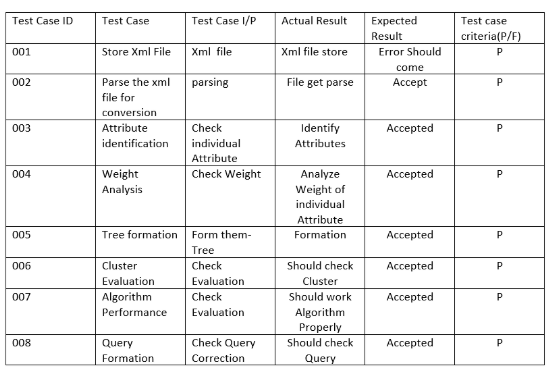 Test Case ID Test Case Test Case I/P Actual Result Expected Result Test case criteria(P/F)
001 Store Xml File Xml file Xml file store Error Should come P
002 Parse the xml file for conversion parsing File get parse Accept P
003 Attribute identification Check individual Attribute Identify Attributes Accepted P
004 Weight Analysis Check Weight Analyze Weight of individual Attribute Accepted P
005 Tree formation Form them-Tree Formation Accepted P
006 Cluster Evaluation Check Evaluation Should check Cluster Accepted P
007 Algorithm Performance Check Evaluation Should work Algorithm Properly Accepted P
008 Query Formation Check Query Correction Should check Query Accepted P